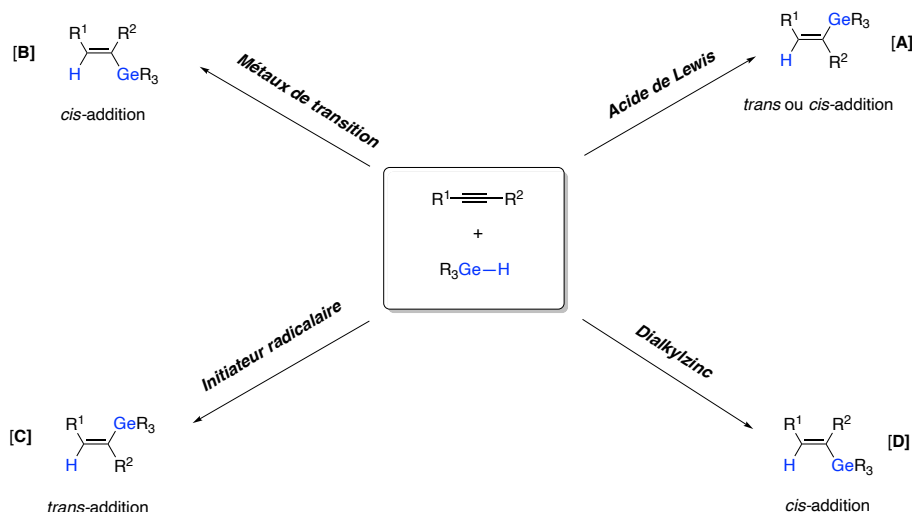 [B]
R1 R2
H GeR3
cis-addition
Métaux de transition
Acide de Lewis
R1 GeR3
H R2
[A]
trans ou cis-addition
R1 R2
+
R3Ge H
Initiateur radicalaire
Dialkylzinc
[C]
R1 GeR3
H R2
trans-addition
R1 R2
H GeR3
[D]
cis-addition